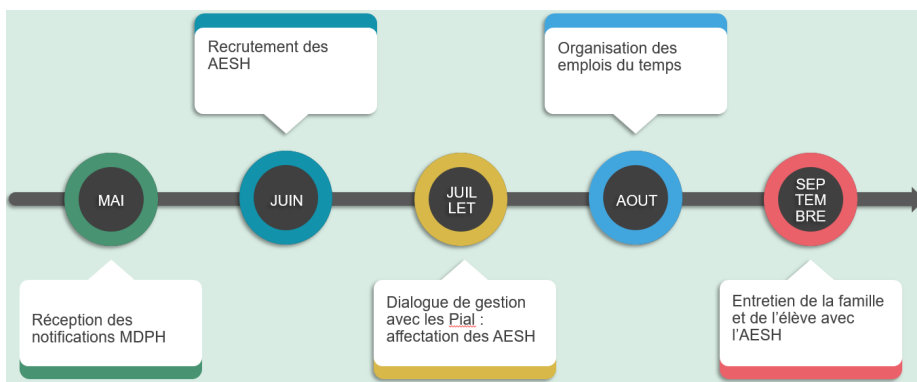 Recrutement des
AESH
Organisation des
emplois du temps
MAI
JUIN
JUIL
LET
AOUT
SEP
TEM
BRE
Réception des
notifications MDPH
Dialogue de gestion
avec les Pial :
affectation des AESH
Entretien de la famille
et de l'élève avec
l'AESH